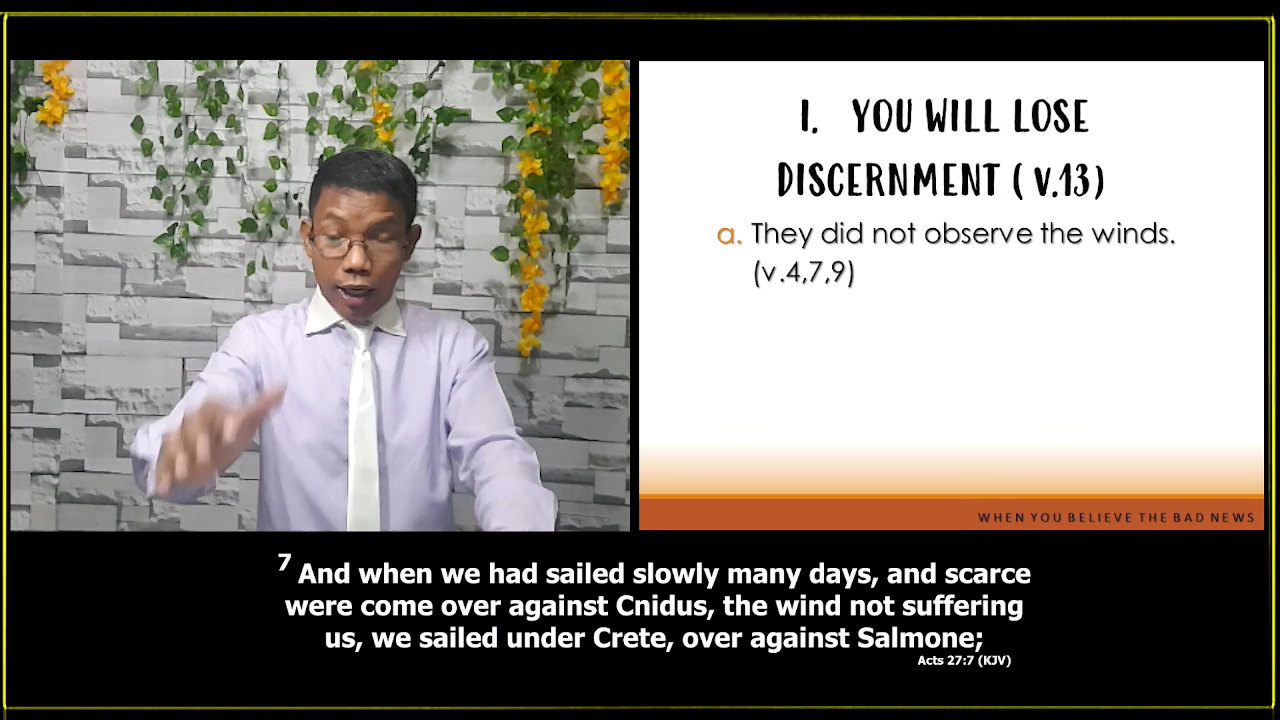 I. YOU WILL LOSE
DISCERNMENT ( V.13)
a. They did not observe the winds.
(v.4,7,9)
WHEN YOU BELIEVE THE BAD NEWS
7 And when we had sailed slowly many days, and scarce
were come over against Cnidus, the wind not suffering
us, we sailed under Crete, over against Salmone;
Acts 27:7 (KJV)